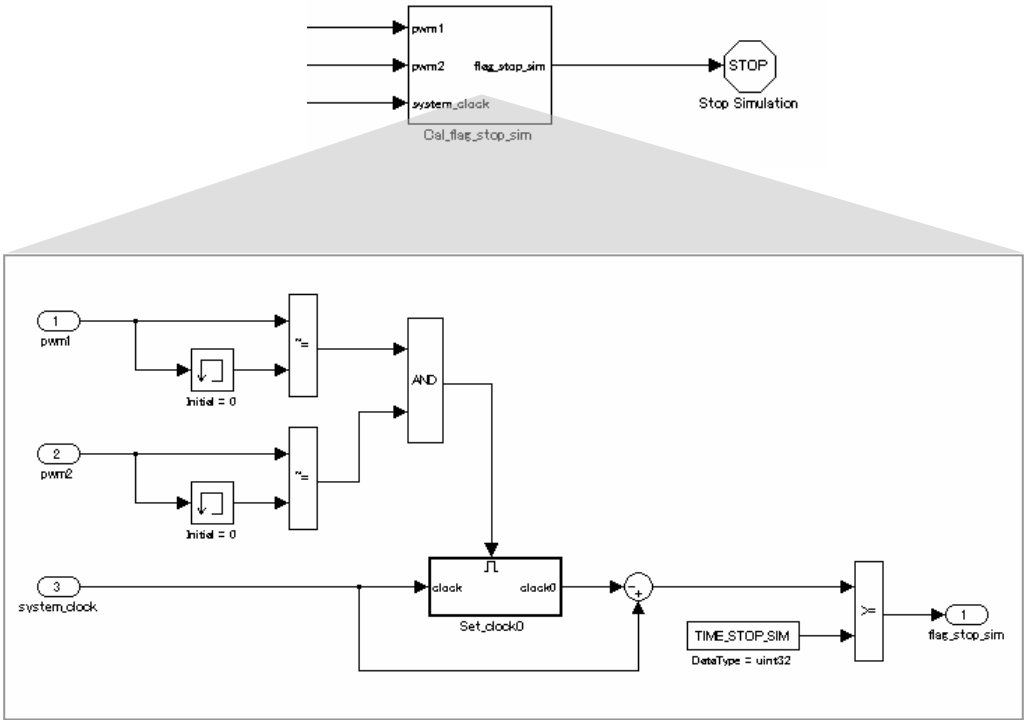 pwm1
pwm2
flag_stop_sim
system_clock
STOP
Stop Simulation
Cal_flag_stop_sim
1
pwm1
Initial = 0
~=
AND
2
pwm2
Initial = 0
~=
3
system_clock
clock
clock0
Set_clock0
-
+
TIME_STOP_SIM
DataType = uint32
>=
1
flag_stop_sim